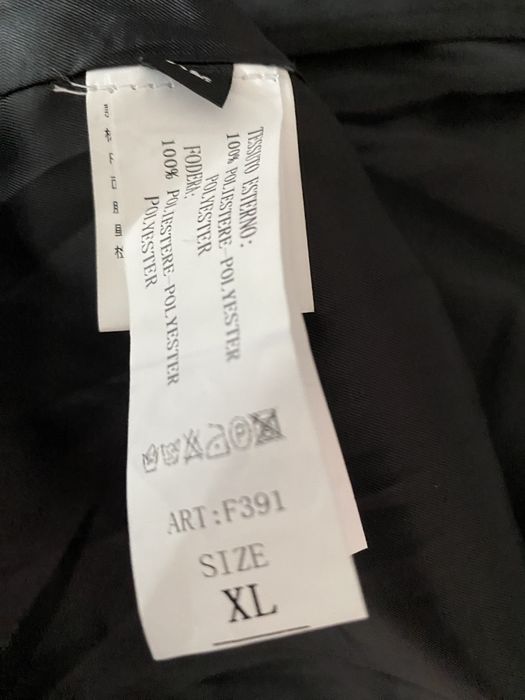 TESSUTO ESTERNO:
100% POLIESTERE-POLYESTER
POLYESTER
FODERA:
100% POLIESTERE-POLYESTER
POLYESTER
ART:F391
SIZE
XL